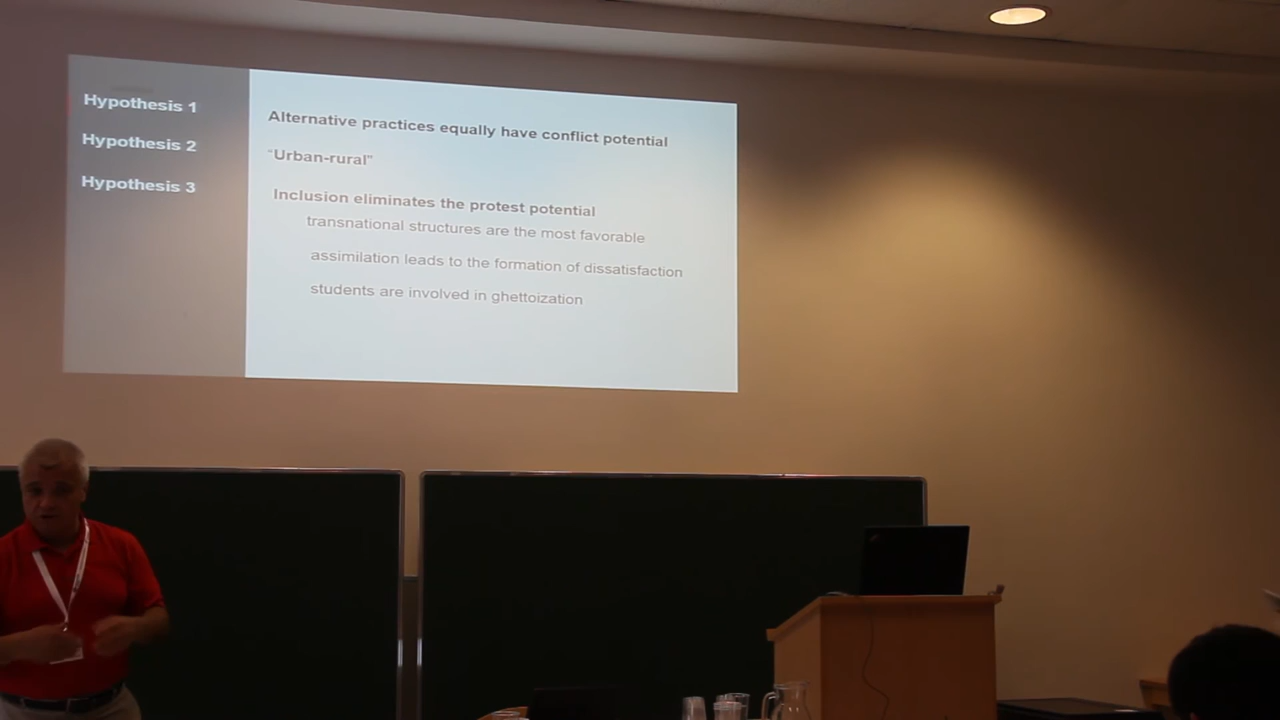 Hypothesis 1
Alternative practices equally have conflict potential
Hypothesis 2
"Urban-rural"
Hypothesis 3
Inclusion eliminates the protest potential
transnational structures are the most favorable
assimilation leads to the formation of dissatisfaction
students are involved in ghettoization